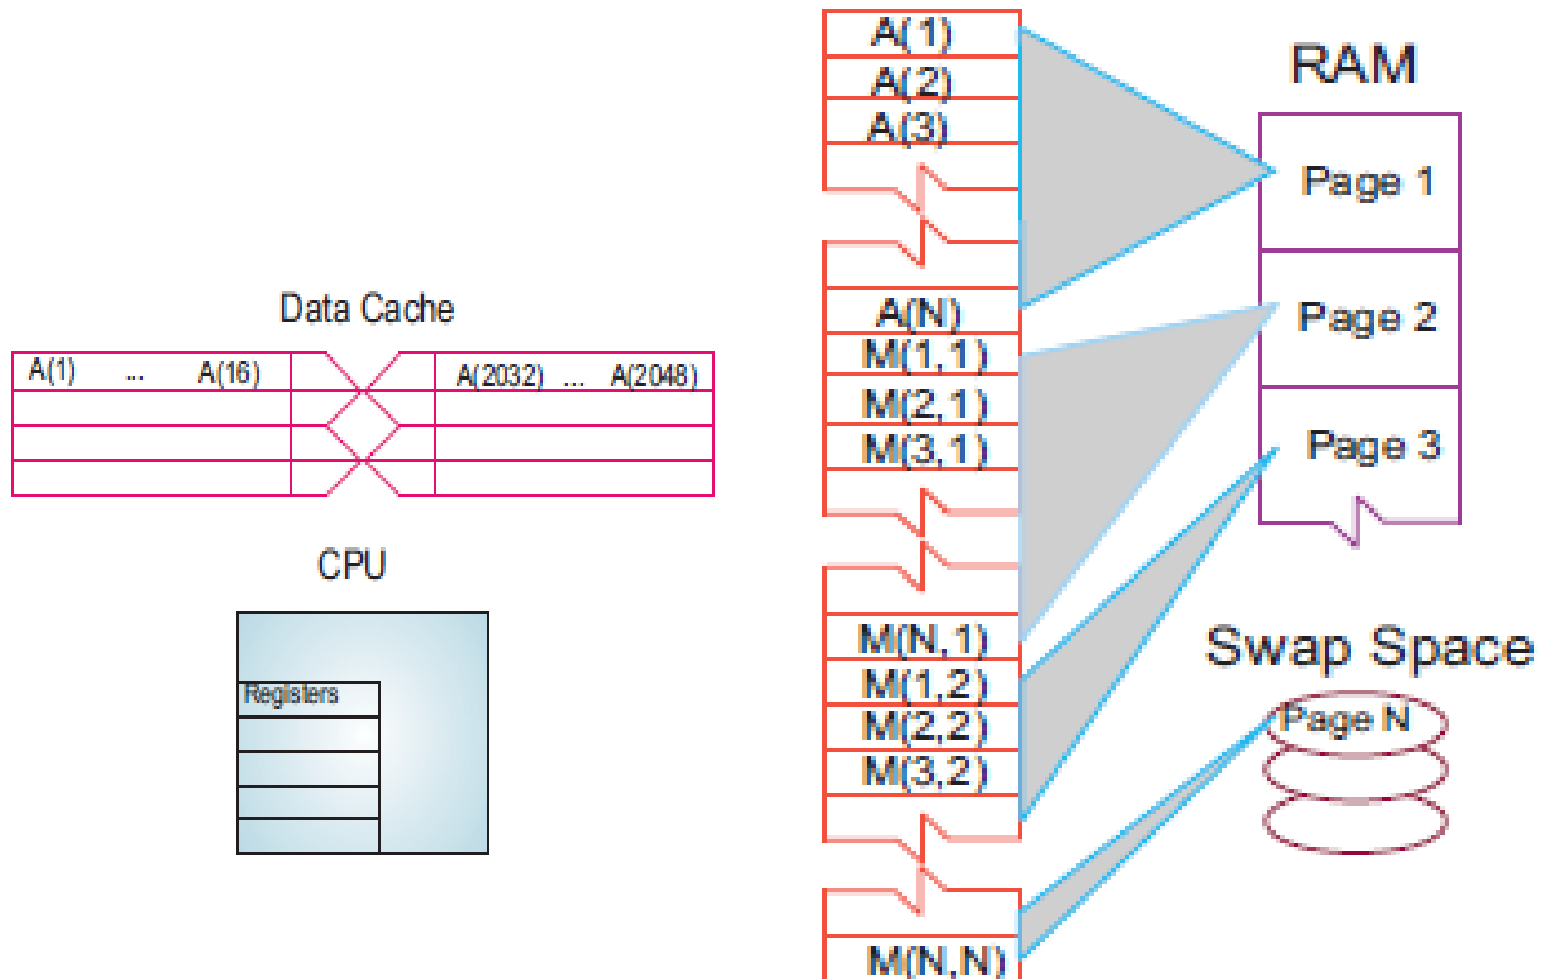 Data Cache
A(1) ... A(16) A(2032) ... A(2048)
CPU
Registers
A(1)
A(2)
A(3)
A(N)
M(1,1)
M(2,1)
M(3,1)
M(N,1)
M(1,2)
M(2,2)
M(3,2)
M(N,N)
RAM
Page 1
Page 2
Page 3
Swap Space
Page N